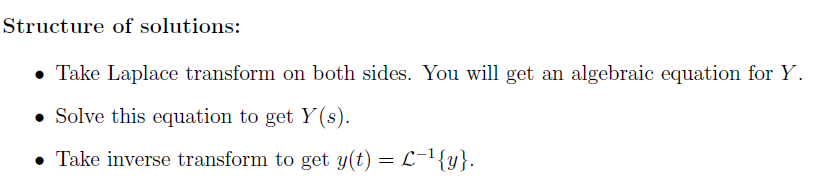 Structure of solutions:
• Take Laplace transform on both sides. You will get an algebraic equation for Y.
• Solve this equation to get Y(s).
• Take inverse transform to get y(t) = ℒ⁻¹{y}.